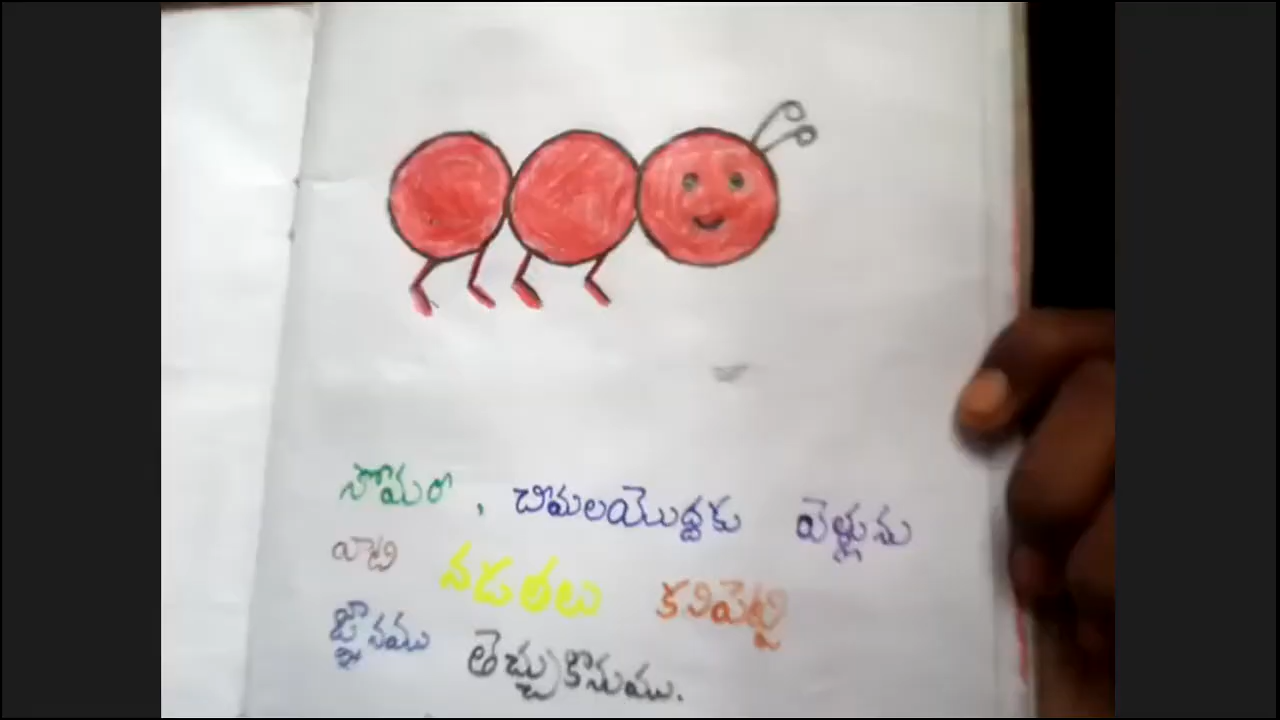 సోమరి, చీమలయొద్దకు వెళ్లుము
వాటి నడతలు కనిపెట్టి
జ్ఞానము తెచ్చుకొనుము.